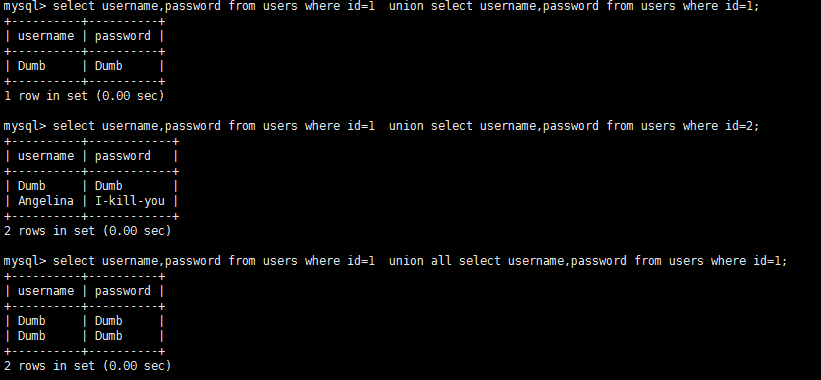 mysql> select username,password from users where id=1  union select username,password from users where id=1;
+----------+----------+
| username | password |
+----------+----------+
| Dumb     | Dumb     |
+----------+----------+
1 row in set (0.00 sec)
mysql> select username,password from users where id=1  union select username,password from users where id=2;
+----------+------------+
| username | password   |
+----------+------------+
| Dumb     | Dumb       |
| Angelina | I-kill-you |
+----------+------------+
2 rows in set (0.00 sec)
mysql> select username,password from users where id=1  union all select username,password from users where id=1;
+----------+----------+
| username | password |
+----------+----------+
| Dumb     | Dumb     |
| Dumb     | Dumb     |
+----------+----------+
2 rows in set (0.00 sec)